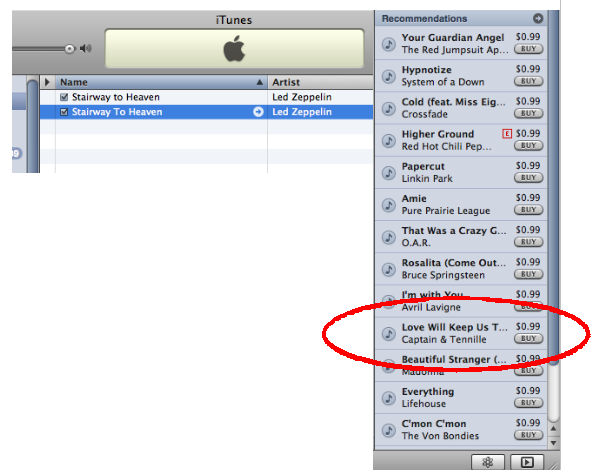 iTunes
Name Artist
Stairway to Heaven Led Zeppelin
Stairway To Heaven Led Zeppelin
Recommendations
Your Guardian Angel $0.99
The Red Jumpsuit Ap... BUY
Hypnotize $0.99
System of a Down BUY
Cold (feat. Miss Eig... $0.99
Crossfade BUY
Higher Ground E $0.99
Red Hot Chili Pep... BUY
Papercut $0.99
Linkin Park BUY
Amie $0.99
Pure Prairie League BUY
That Was a Crazy G... $0.99
O.A.R. BUY
Rosalita (Come Out... $0.99
Bruce Springsteen BUY
I'm with You $0.99
Avril Lavigne BUY
Love Will Keep Us T... $0.99
Captain & Tennille BUY
Beautiful Stranger (... $0.99
Madonna BUY
Everything $0.99
Lifehouse BUY
C'mon C'mon $0.99
The Von Bondies BUY